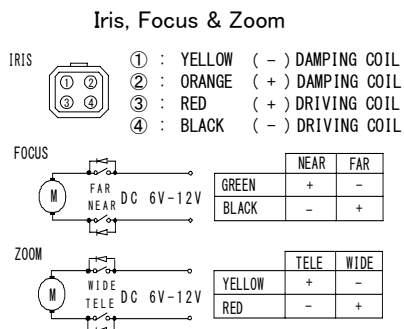 Iris, Focus & Zoom
IRIS
① ②
③ ④
① : YELLOW ( - ) DAMPING COIL
② : ORANGE ( + ) DAMPING COIL
③ : RED ( + ) DRIVING COIL
④ : BLACK ( - ) DRIVING COIL
FOCUS
M
FAR
NEAR
DC 6V-12V
NEAR FAR
GREEN + -
BLACK - +
ZOOM
M
WIDE
TELE
DC 6V-12V
TELE WIDE
YELLOW + -
RED - +